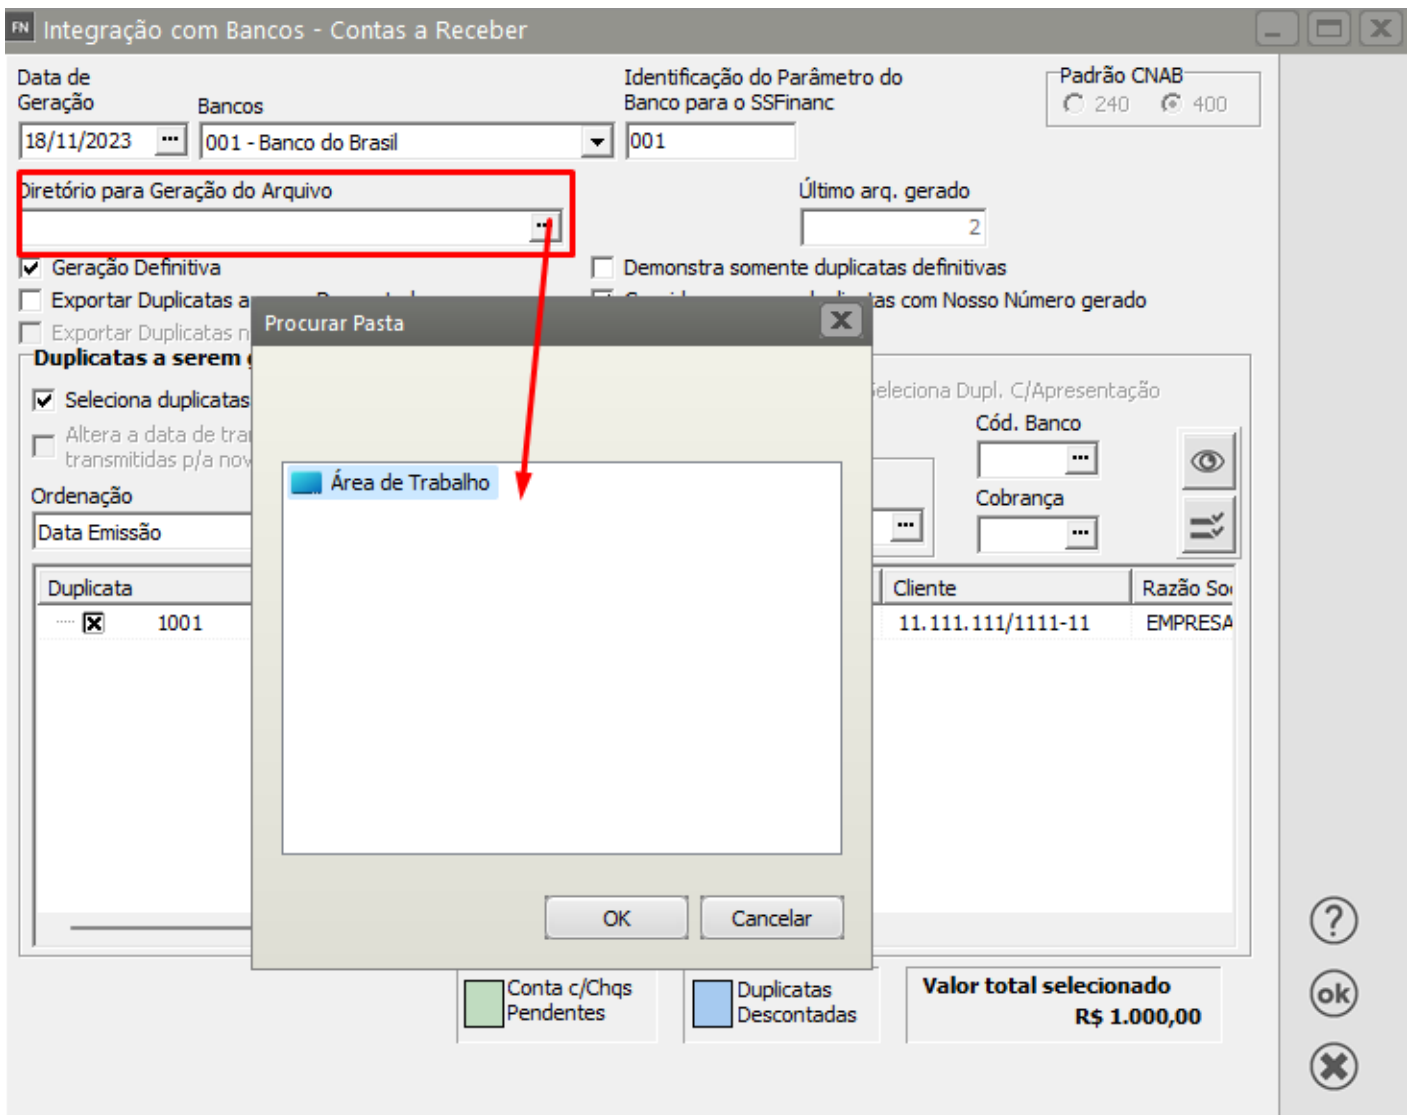 FN Integração com Bancos - Contas a Receber
Data de
Geração
Bancos
Identificação do Parâmetro do
Banco para o SSFinanc
Padrão CNAB
240 400
18/11/2023 ... 001 - Banco do Brasil 001
Diretório para Geração do Arquivo
Último arq. gerado
... 2
Geração Definitiva
Demonstra somente duplicatas definitivas
Exportar Duplicatas a
as com Nosso Número gerado
Exportar Duplicatas n
Procurar Pasta
Duplicatas a serem
Seleciona duplicatas
Seleciona Dupl. C/Apresentação
Altera a data de tra
transmitidas p/a nov
Cód. Banco
...
Área de Trabalho
Ordenação
Cobrança
Data Emissão
...
...
Duplicata
Cliente
Razão So
1001
11.111.111/1111-11
EMPRESA
OK
Cancelar
?
Conta c/Chqs
Pendentes
Duplicatas
Descontadas
Valor total selecionado
R$ 1.000,00
ok